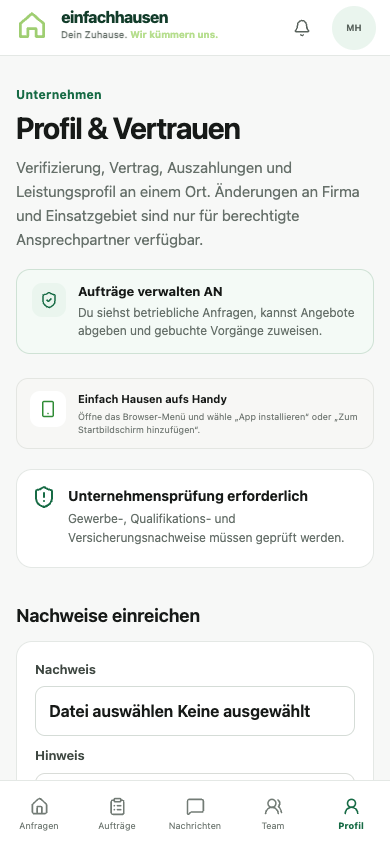 einfachhausen
Dein Zuhause. Wir kümmern uns.
MH
Unternehmen
Profil & Vertrauen
Verifizierung, Vertrag, Auszahlungen und
Leistungsprofil an einem Ort. Änderungen an Firma
und Einsatzgebiet sind nur für berechtigte
Ansprechpartner verfügbar.
Aufträge verwalten AN
Du siehst betriebliche Anfragen, kannst Angebote
abgeben und gebuchte Vorgänge zuweisen.
Einfach Hausen aufs Handy
Öffne das Browser-Menü und wähle „App installieren“ oder „Zum
Startbildschirm hinzufügen“.
Unternehmensprüfung erforderlich
Gewerbe-, Qualifikations- und
Versicherungsnachweise müssen geprüft werden.
Nachweise einreichen
Nachweis
Datei auswählen Keine ausgewählt
Hinweis
Anfragen
Aufträge
Nachrichten
Team
Profil